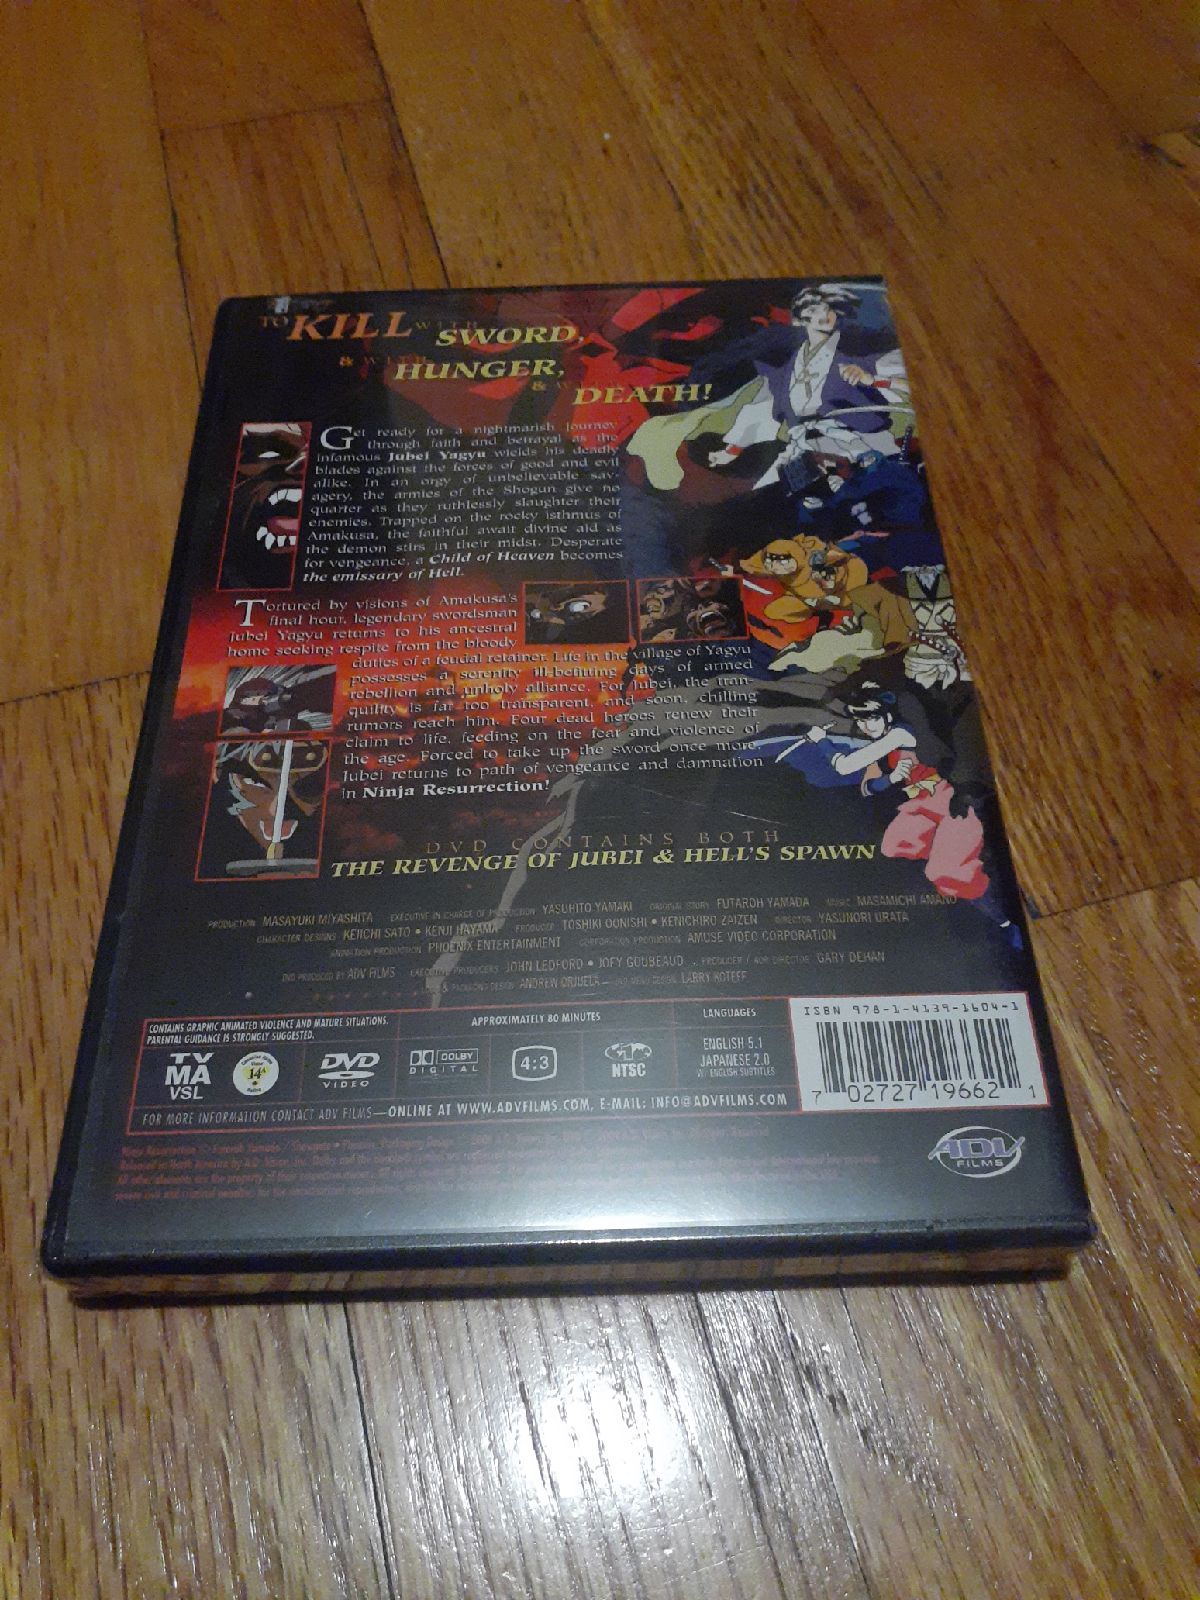 TO KILL WITH SWORD,
& WITH HUNGER,
& W DEATH!
Get ready for a nightmarish journey
through faith and betrayal as the
infamous Jubei Yagyu wields his deadly
blades against the forces of good and evil
alike. In an orgy of unbelievable sav-
agery, the armies of the Shogun give no
quarter as they ruthlessly slaughter their
enemies. Trapped on the rocky isthmus of
Amakusa, the faithful await divine aid as
the demon stirs in their midst. Desperate
for vengeance, a Child of Heaven becomes
the emissary of Hell.
Tortured by visions of Amakusa's
final hour, legendary swordsman
Jubei Yagyu returns to his ancestral
home seeking respite from the bloody
duties of a feudal retainer. Life in the village of Yagyu
possesses a serenity ill-befitting days of armed
rebellion and unholy alliance. For Jubei, the tran-
quility is far too transparent, and soon, chilling
rumors reach him. Four dead heroes renew their
claim to life, feeding on the fear and violence of
the age. Forced to take up the sword once more,
Jubei returns to path of vengeance and damnation
in Ninja Resurrection!
DVD CONTAINS BOTH
THE REVENGE OF JUBEI & HELL'S SPAWN
PRODUCTION MASAYUKI MIYASHITA EXECUTIVE IN CHARGE OF PRODUCTION YASUHITO YAMAKI ORIGINAL STORY FUTAROH YAMADA MUSIC MASAMICHI AMANO
CHARACTER DESIGNS KEIICHI SATO • KENJI HAYAMA PRODUCER TOSHIKI OONISHI • KENICHIRO ZAIZEN DIRECTOR YASUNORI URATA
ANIMATION PRODUCTION PHOENIX ENTERTAINMENT CORPORATION PRODUCTION AMUSE VIDEO CORPORATION
DVD PRODUCED BY ADV FILMS EXECUTIVE PRODUCERS JOHN LEDFORD • JOEY GOUBEAUD PRODUCER / ADR DIRECTOR GARY DEHAN
& PACKAGING DESIGN ANDREW ORJUELA DVD MENU DESIGN LARRY KOTEFF
CONTAINS GRAPHIC ANIMATED VIOLENCE AND MATURE SITUATIONS.
PARENTAL GUIDANCE IS STRONGLY SUGGESTED.
APPROXIMATELY 80 MINUTES
LANGUAGES
TV
MA
VSL
14A
DVD
VIDEO
DOLBY
DIGITAL
4:3
NTSC
ENGLISH 5.1
JAPANESE 2.0
W/ ENGLISH SUBTITLES
ISBN 978-1-4139-1604-1
7 02727 19662 1
FOR MORE INFORMATION CONTACT ADV FILMS—ONLINE AT WWW.ADVFILMS.COM, E-MAIL: INFO@ADVFILMS.COM
ADV
FILMS